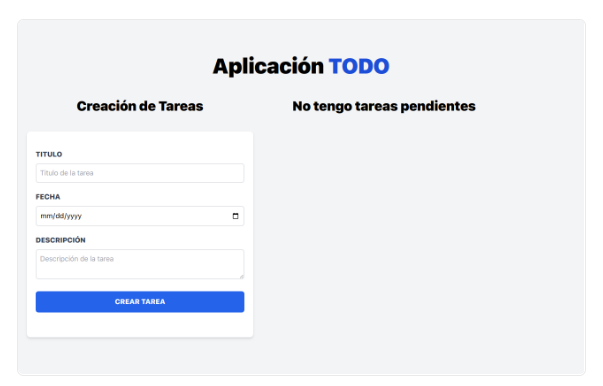 Aplicación TODO
Creación de Tareas
No tengo tareas pendientes
TITULO
Titulo de la tarea
FECHA
mm/dd/yyyy
DESCRIPCIÓN
Descripción de la tarea
CREAR TAREA